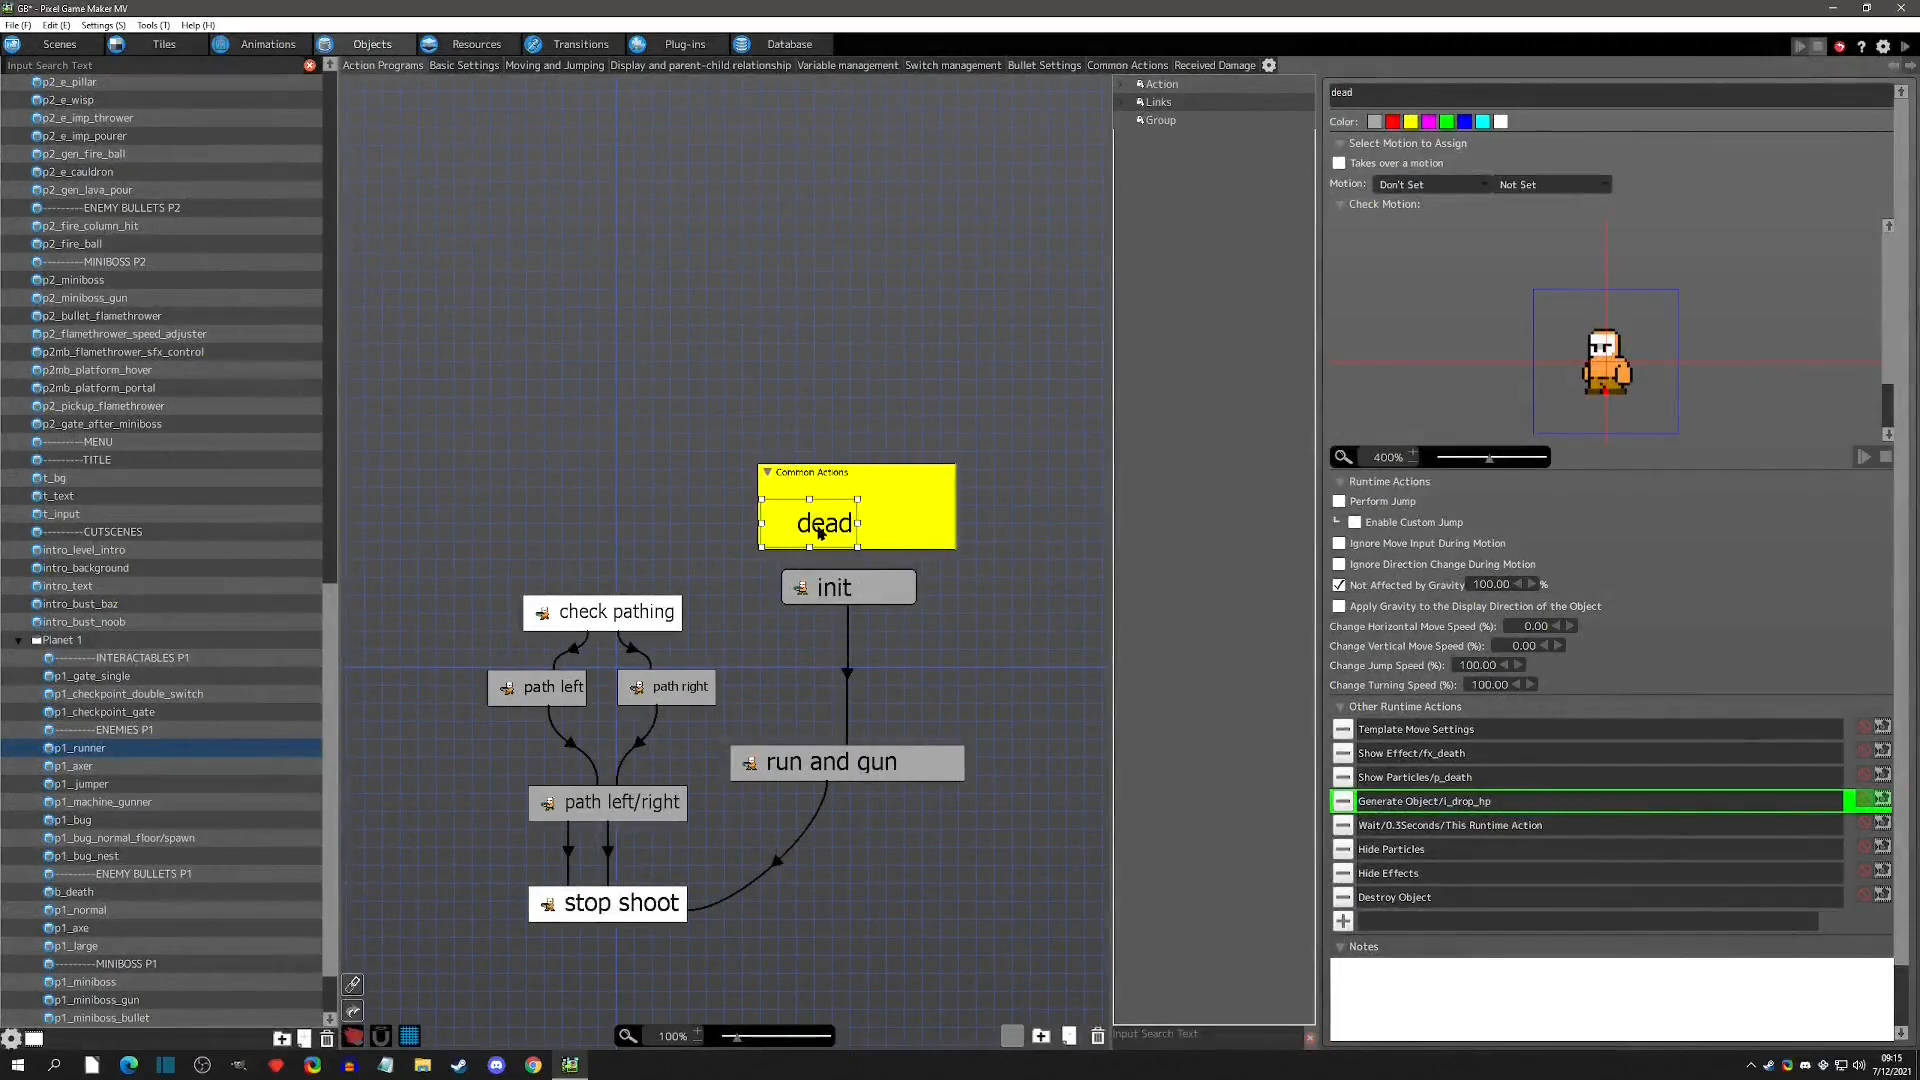 GB* - Pixel Game Maker MV
File (F) Edit (E) Settings (S) Tools (T) Help (H)
Scenes Tiles Animations Objects Resources Transitions Plug-ins Database
Input Search Text
Action Programs Basic Settings Moving and Jumping Display and parent-child relationship Variable management Switch management Bullet Settings Common Actions Received Damage
p2_e_pillar
p2_e_wisp
p2_e_imp_thrower
p2_e_imp_pourer
p2_gen_fire_ball
p2_e_cauldron
p2_gen_lava_pour
---------ENEMY BULLETS P2
p2_fire_column_hit
p2_fire_ball
---------MINIBOSS P2
p2_miniboss
p2_miniboss_gun
p2_bullet_flamethrower
p2_flamethrower_speed_adjuster
p2mb_flamethrower_sfx_control
p2mb_platform_hover
p2mb_platform_portal
p2_pickup_flamethrower
p2_gate_after_miniboss
---------MENU
---------TITLE
t_bg
t_text
t_input
---------CUTSCENES
intro_level_intro
intro_background
intro_text
intro_bust_baz
intro_bust_noob
Planet 1
---------INTERACTABLES P1
p1_gate_single
p1_checkpoint_double_switch
p1_checkpoint_gate
---------ENEMIES P1
p1_runner
p1_axer
p1_jumper
p1_machine_gunner
p1_bug
p1_bug_normal_floor/spawn
p1_bug_nest
---------ENEMY BULLETS P1
b_death
p1_normal
p1_axe
p1_large
---------MINIBOSS P1
p1_miniboss
p1_miniboss_gun
p1_miniboss_bullet
Common Actions
dead
init
check pathing
path left
path right
run and gun
path left/right
stop shoot
100%
Action
Links
Group
Input Search Text
dead
Color:
Select Motion to Assign
Takes over a motion
Motion: Don't Set Not Set
Check Motion:
400%
Runtime Actions
Perform Jump
Enable Custom Jump
Ignore Move Input During Motion
Ignore Direction Change During Motion
Not Affected by Gravity 100.00 %
Apply Gravity to the Display Direction of the Object
Change Horizontal Move Speed (%): 0.00
Change Vertical Move Speed (%): 0.00
Change Jump Speed (%): 100.00
Change Turning Speed (%): 100.00
Other Runtime Actions
Template Move Settings
Show Effect/fx_death
Show Particles/p_death
Generate Object/i_drop_hp
Wait/0.3Seconds/This Runtime Action
Hide Particles
Hide Effects
Destroy Object
Notes
09:15
7/12/2021